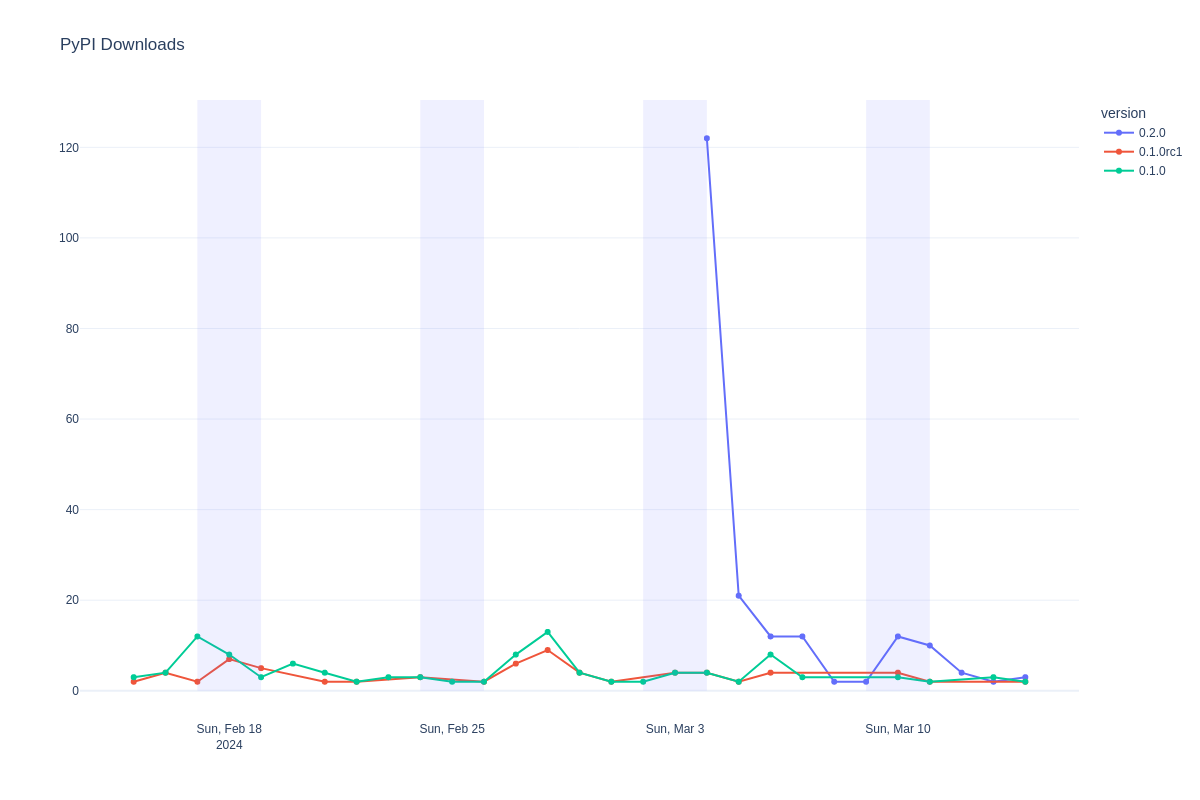 PyPI Downloads
version
0.2.0
0.1.0rc1
0.1.0
120
100
80
60
40
20
0
Sun, Feb 18
2024
Sun, Feb 25
Sun, Mar 3
Sun, Mar 10